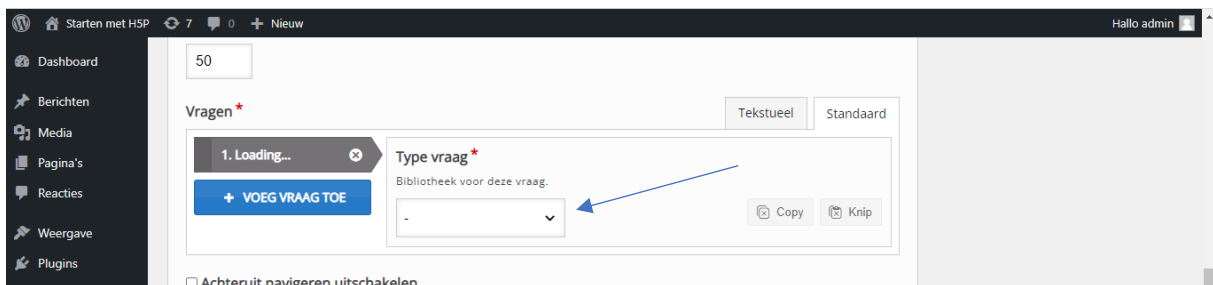 Starten met H5P 7 0 + Nieuw Hallo admin
Dashboard
50
Berichten
Vragen *
Tekstueel Standaard
Media
1. Loading...
Type vraag *
Pagina's
Bibliotheek voor deze vraag.
Reacties
+ VOEG VRAAG TOE
-
Copy Knip
Weergave
Plugins
Achteruit navigeren uitschakelen